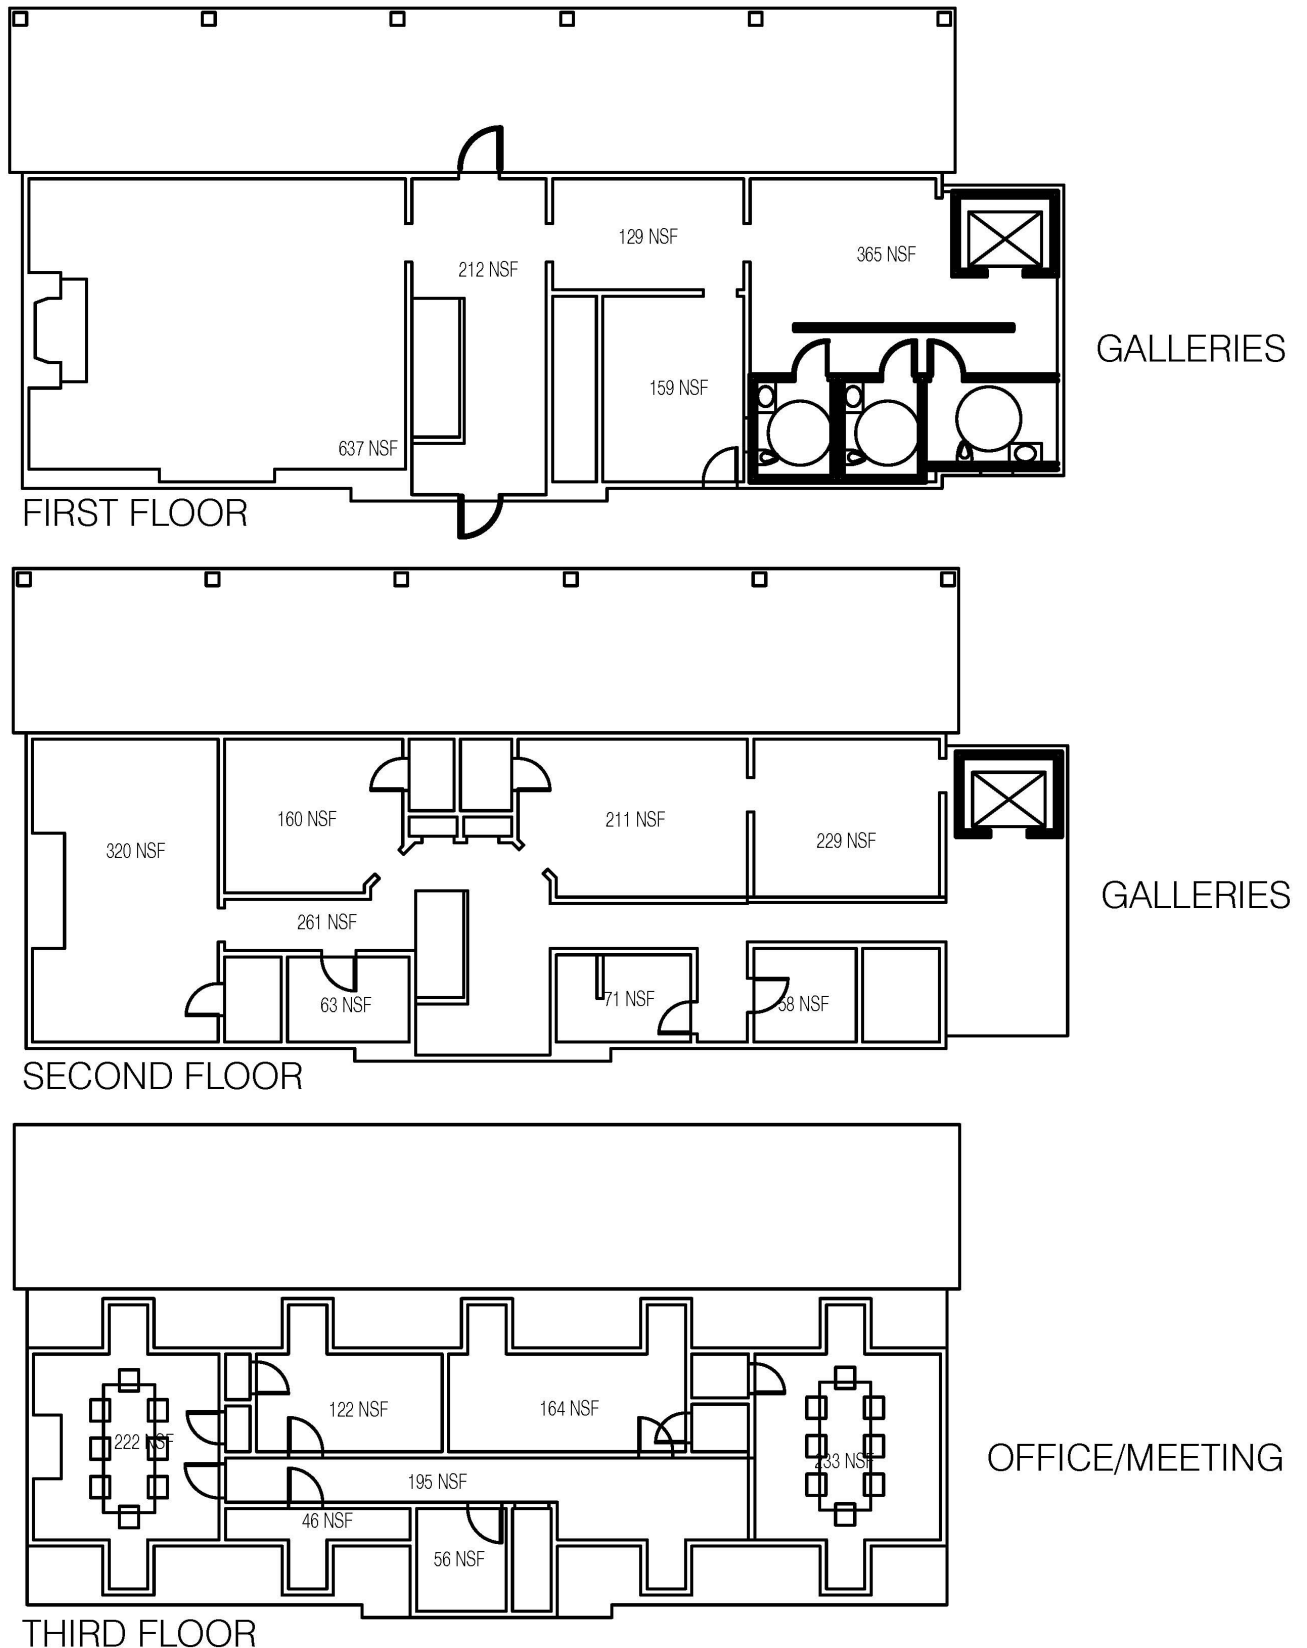 129 NSF
365 NSF
212 NSF
GALLERIES
159 NSF
637 NSF
FIRST FLOOR
160 NSF
211 NSF
229 NSF
320 NSF
GALLERIES
261 NSF
63 NSF
71 NSF
58 NSF
SECOND FLOOR
122 NSF
164 NSF
222 NSF
233 NSF
OFFICE/MEETING
195 NSF
46 NSF
56 NSF
THIRD FLOOR